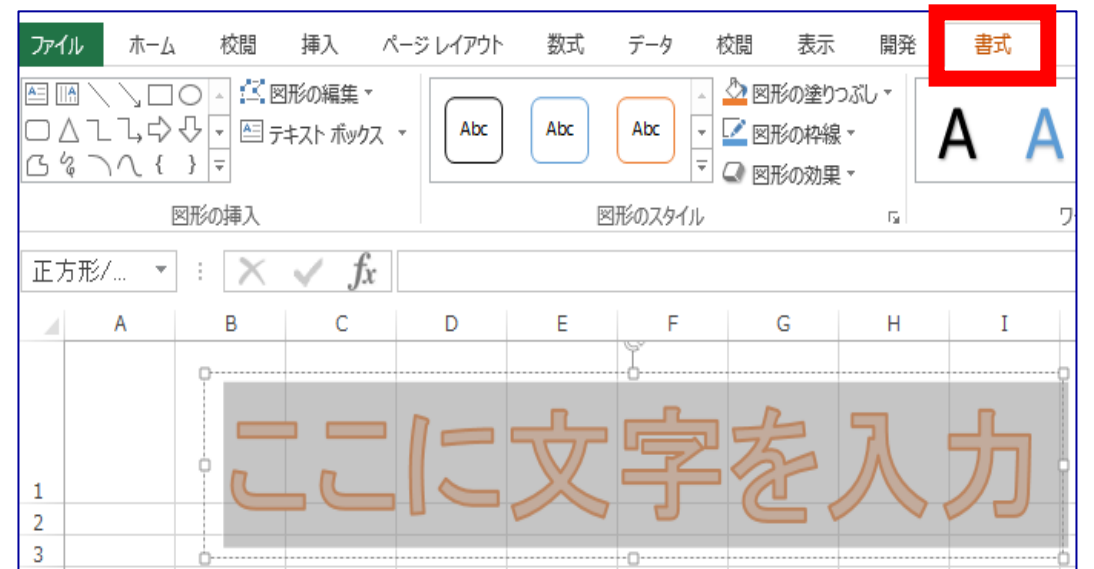 ファイル ホーム 校閲 挿入 ページ レイアウト 数式 データ 校閲 表示 開発 書式
図形の編集 図形の塗りつぶし
テキスト ボックス Abc Abc Abc 図形の枠線 A A
図形の効果
図形の挿入 図形のスタイル
正方形/... fx
A B C D E F G H I
ここに文字を入力
1
2
3